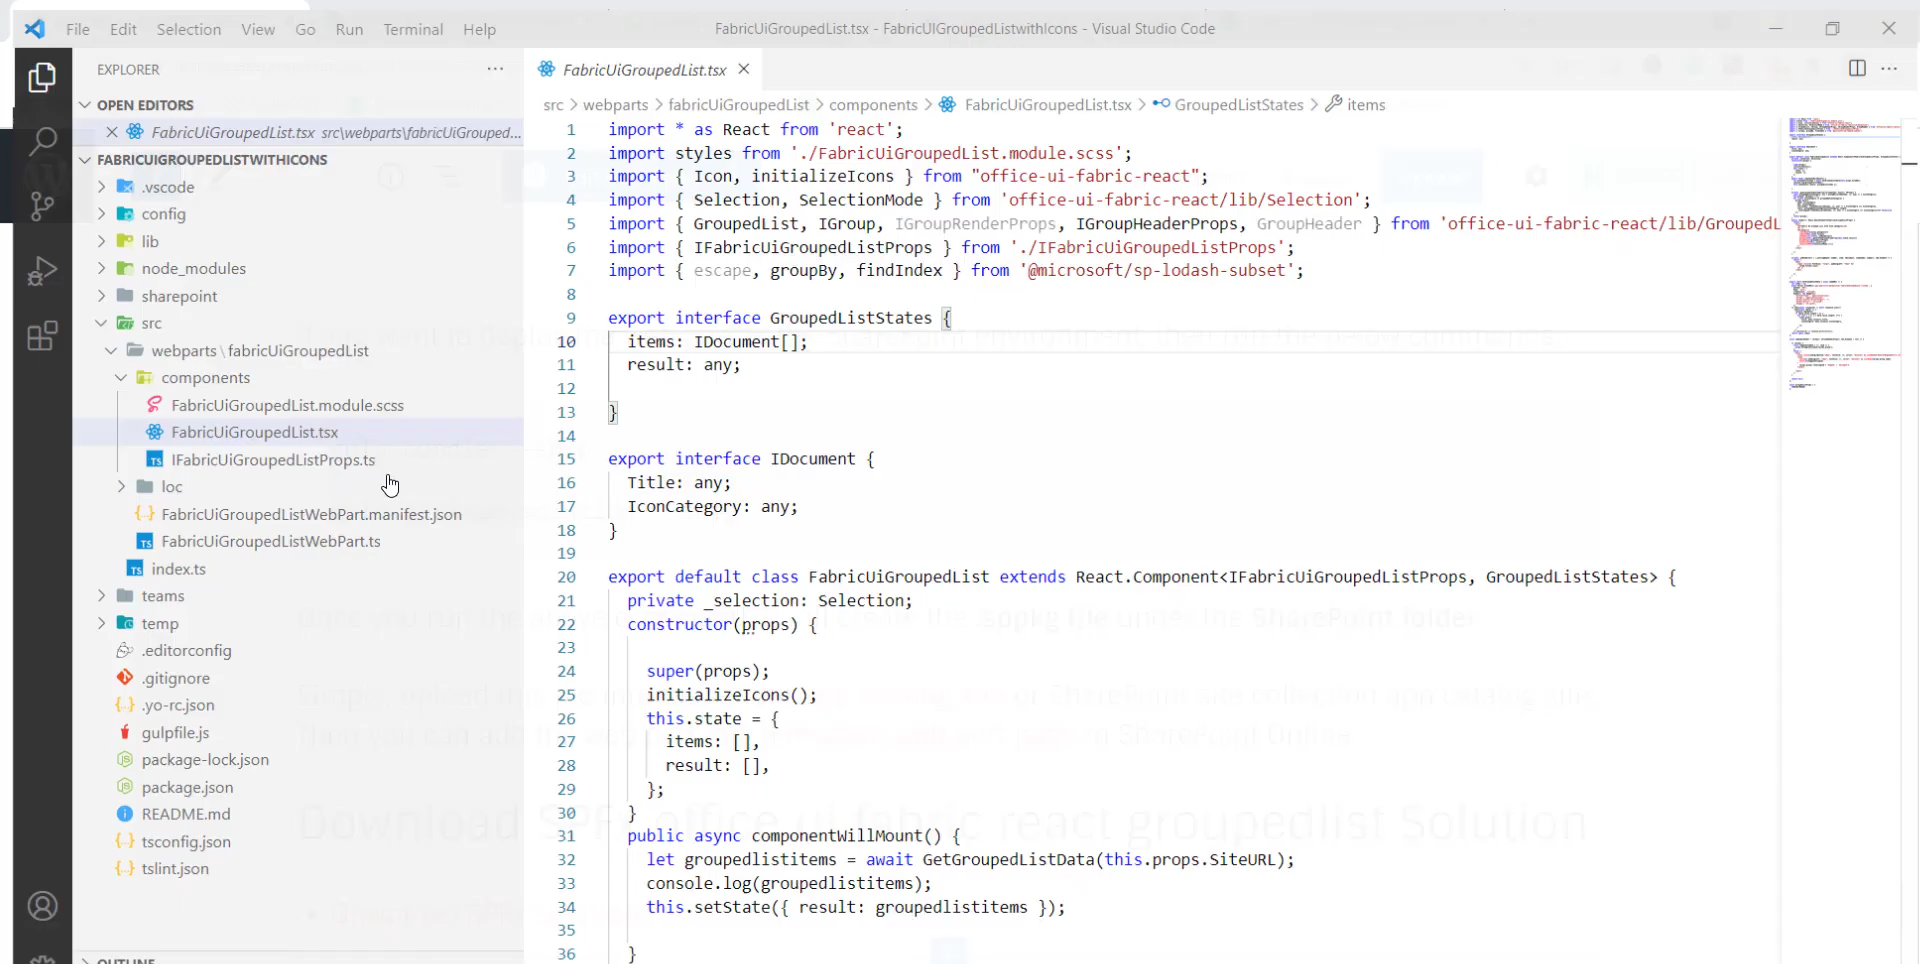 File Edit Selection View Go Run Terminal Help
FabricUiGroupedList.tsx - FabricUIGroupedListwithIcons - Visual Studio Code
EXPLORER
OPEN EDITORS
FabricUiGroupedList.tsx src\webparts\fabricUiGrouped...
FABRICUIGROUPEDLISTWITHICONS
.vscode
config
lib
node_modules
sharepoint
src
webparts \ fabricUiGroupedList
components
FabricUiGroupedList.module.scss
FabricUiGroupedList.tsx
IFabricUiGroupedListProps.ts
loc
FabricUiGroupedListWebPart.manifest.json
FabricUiGroupedListWebPart.ts
index.ts
teams
temp
.editorconfig
.gitignore
.yo-rc.json
gulpfile.js
package-lock.json
package.json
README.md
tsconfig.json
tslint.json
OUTLINE
FabricUiGroupedList.tsx
src > webparts > fabricUiGroupedList > components > FabricUiGroupedList.tsx > GroupedListStates > items
1 import * as React from 'react';
2 import styles from './FabricUiGroupedList.module.scss';
3 import { Icon, initializeIcons } from "office-ui-fabric-react";
4 import { Selection, SelectionMode } from 'office-ui-fabric-react/lib/Selection';
5 import { GroupedList, IGroup, IGroupRenderProps, IGroupHeaderProps, GroupHeader } from 'office-ui-fabric-react/lib/GroupedL
6 import { IFabricUiGroupedListProps } from './IFabricUiGroupedListProps';
7 import { escape, groupBy, findIndex } from '@microsoft/sp-lodash-subset';
8
9 export interface GroupedListStates {
10 items: IDocument[];
11 result: any;
12
13 }
14
15 export interface IDocument {
16 Title: any;
17 IconCategory: any;
18 }
19
20 export default class FabricUiGroupedList extends React.Component<IFabricUiGroupedListProps, GroupedListStates> {
21 private _selection: Selection;
22 constructor(props) {
23
24 super(props);
25 initializeIcons();
26 this.state = {
27 items: [],
28 result: [],
29 };
30 }
31 public async componentWillMount() {
32 let groupedlistitems = await GetGroupedListData(this.props.SiteURL);
33 console.log(groupedlistitems);
34 this.setState({ result: groupedlistitems });
35
36 }
Download SPFx office ui fabric react groupedlist Solution